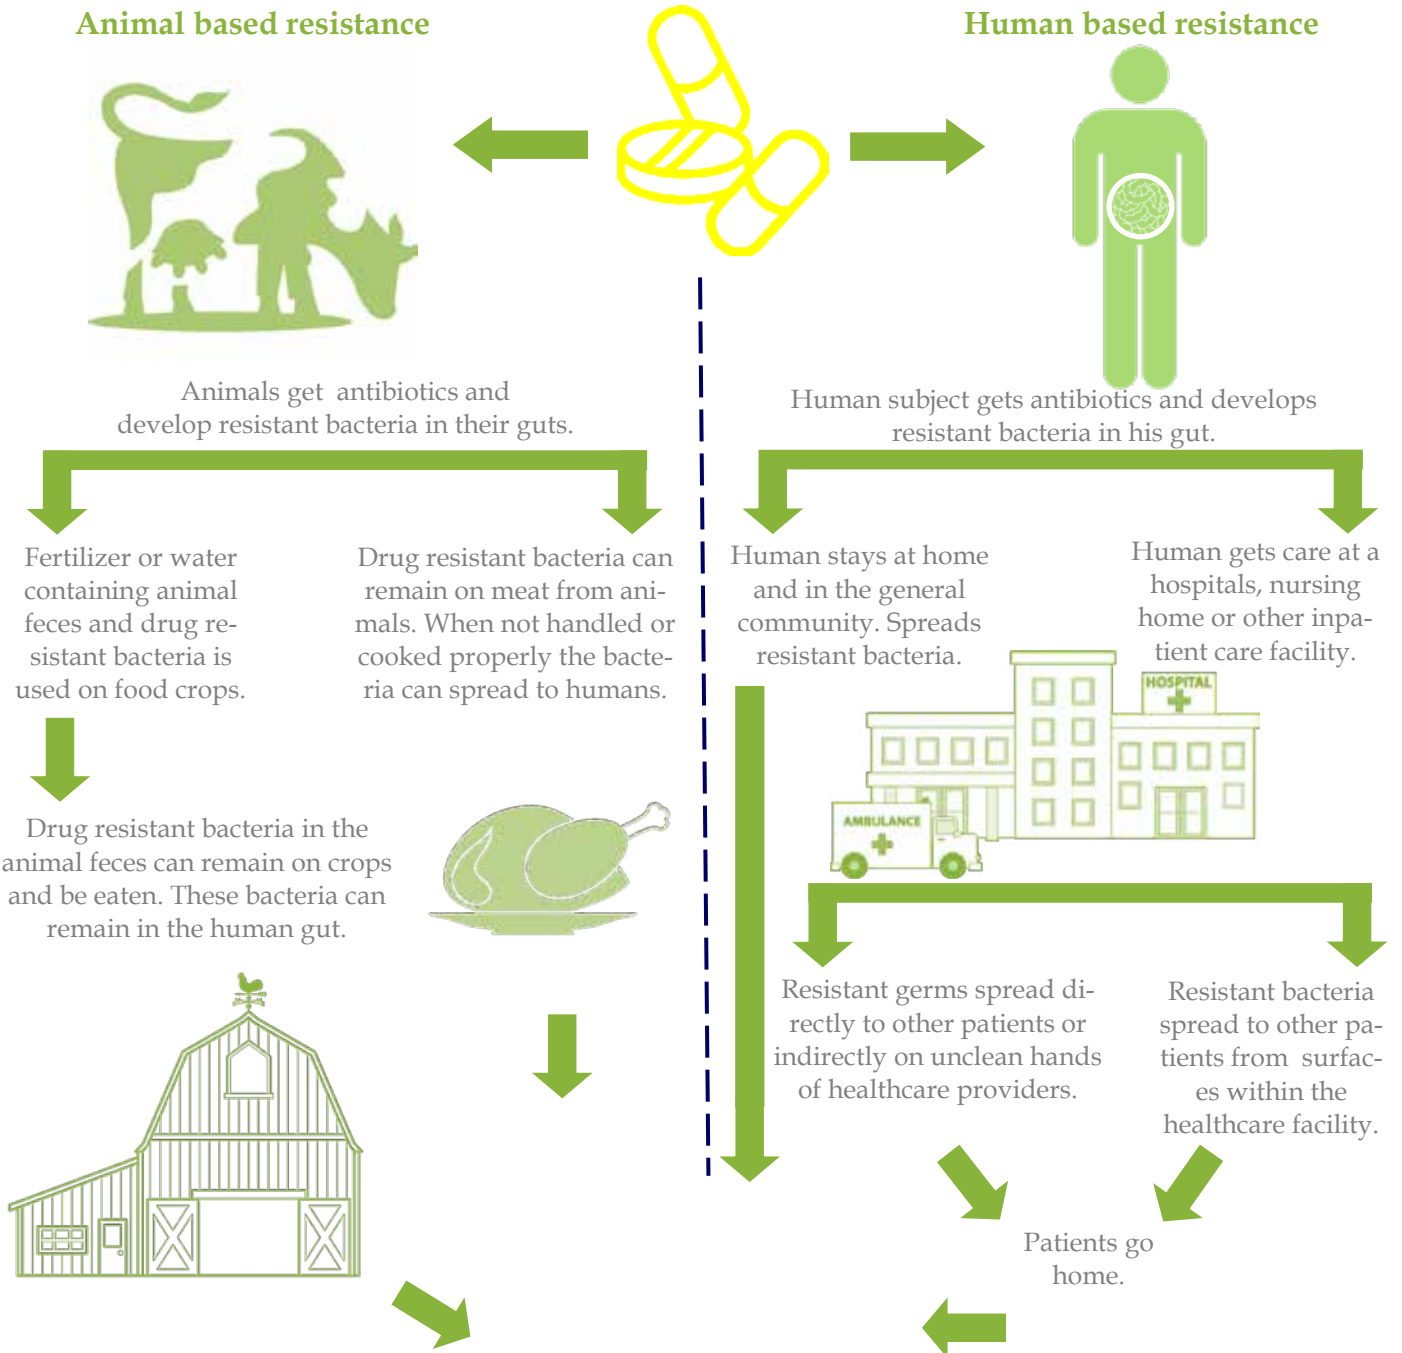 Animal based resistance
Human based resistance
Animals get antibiotics and
develop resistant bacteria in their guts.
Human subject gets antibiotics and develops
resistant bacteria in his gut.
Fertilizer or water
containing animal
feces and drug re-
sistant bacteria is
used on food crops.
Drug resistant bacteria can
remain on meat from ani-
mals. When not handled or
cooked properly the bacte-
ria can spread to humans.
Human stays at home
and in the general
community. Spreads
resistant bacteria.
Human gets care at a
hospitals, nursing
home or other inpa-
tient care facility.
HOSPITAL
AMBULANCE
Drug resistant bacteria in the
animal feces can remain on crops
and be eaten. These bacteria can
remain in the human gut.
Resistant germs spread di-
rectly to other patients or
indirectly on unclean hands
of healthcare providers.
Resistant bacteria
spread to other pa-
tients from surfac-
es within the
healthcare facility.
Patients go
home.